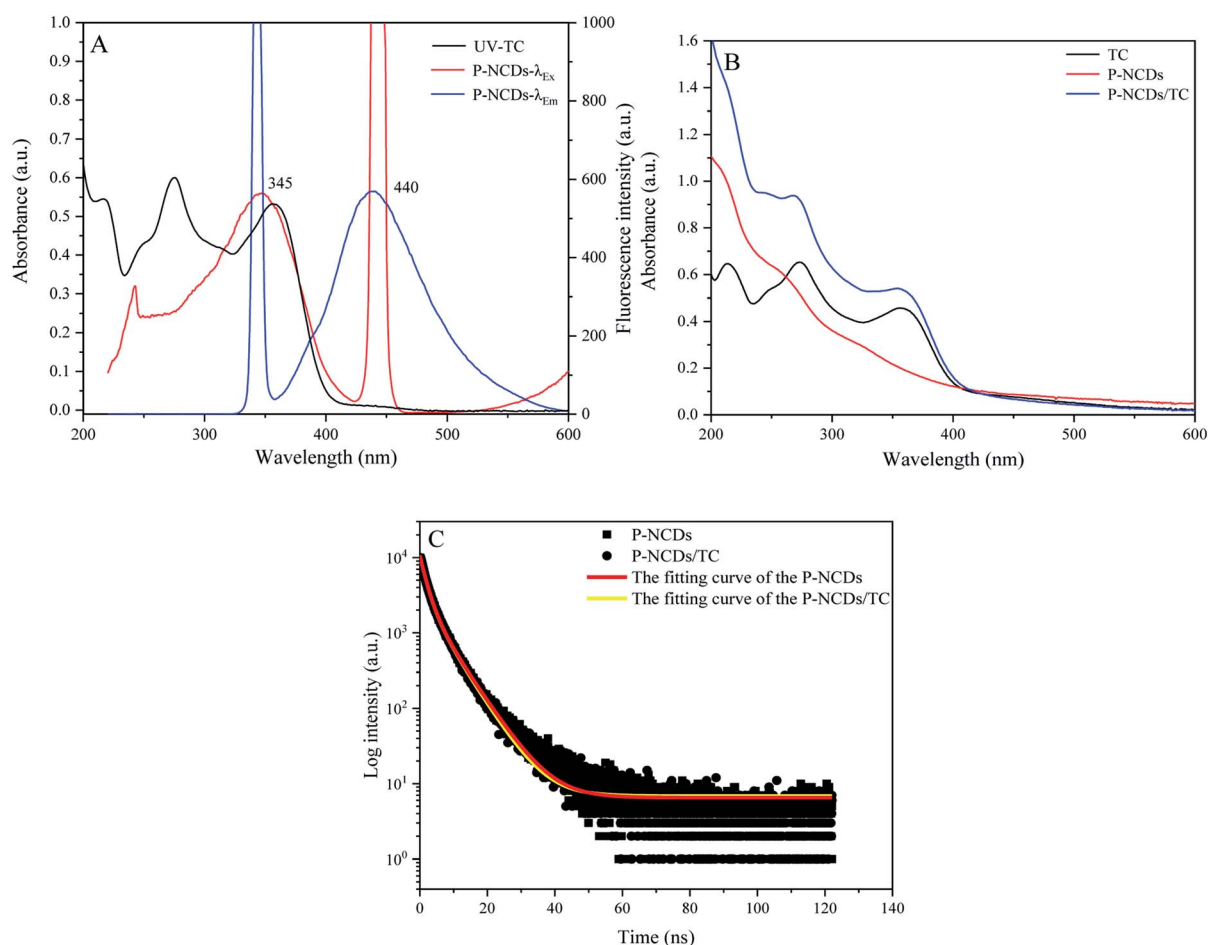 A
UV-TC
P-NCDs-λEx
P-NCDs-λEm
345
440
1.0
0.9
0.8
0.7
0.6
0.5
0.4
0.3
0.2
0.1
0.0
1000
800
600
400
200
0
200
300
400
500
600
Absorbance (a.u.)
Fluorescence intensity (a.u.)
Wavelength (nm)
B
TC
P-NCDs
P-NCDs/TC
1.6
1.4
1.2
1.0
0.8
0.6
0.4
0.2
0.0
200
300
400
500
600
Absorbance (a.u.)
Wavelength (nm)
C
P-NCDs
P-NCDs/TC
The fitting curve of the P-NCDs
The fitting curve of the P-NCDs/TC
10⁴
10³
10²
10¹
10⁰
0
20
40
60
80
100
120
140
Log intensity (a.u.)
Time (ns)